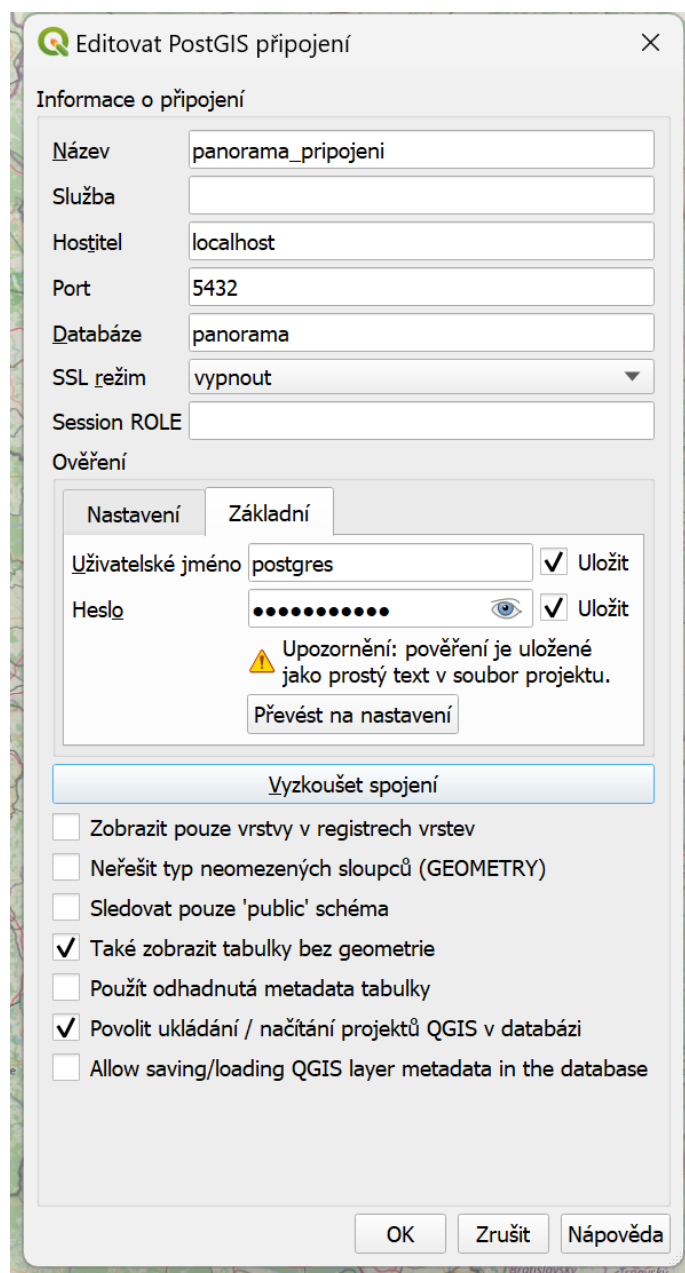 Editovat PostGIS připojení
Informace o připojení
Název panorama_pripojeni
Služba
Hostitel localhost
Port 5432
Databáze panorama
SSL režim vypnout
Session ROLE
Ověření
Nastavení Základní
Uživatelské jméno postgres Uložit
Heslo ●●●●●●●●●●● Uložit
Upozornění: pověření je uložené
jako prostý text v soubor projektu.
Převést na nastavení
Vyzkoušet spojení
Zobrazit pouze vrstvy v registrech vrstev
Neřešit typ neomezených sloupců (GEOMETRY)
Sledovat pouze 'public' schéma
Také zobrazit tabulky bez geometrie
Použít odhadnutá metadata tabulky
Povolit ukládání / načítání projektů QGIS v databázi
Allow saving/loading QGIS layer metadata in the database
OK Zrušit Nápověda